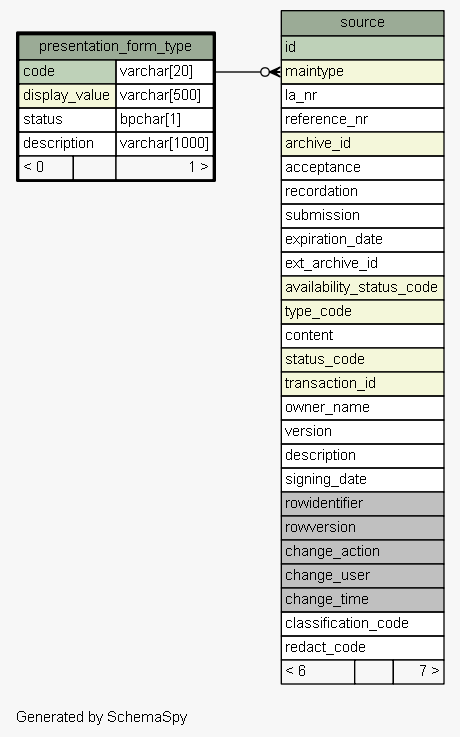 presentation_form_type
code varchar[20]
display_value varchar[500]
status bpchar[1]
description varchar[1000]
< 0 1 >
source
id
maintype
la_nr
reference_nr
archive_id
acceptance
recordation
submission
expiration_date
ext_archive_id
availability_status_code
type_code
content
status_code
transaction_id
owner_name
version
description
signing_date
rowidentifier
rowversion
change_action
change_user
change_time
classification_code
redact_code
< 6 7 >
Generated by SchemaSpy